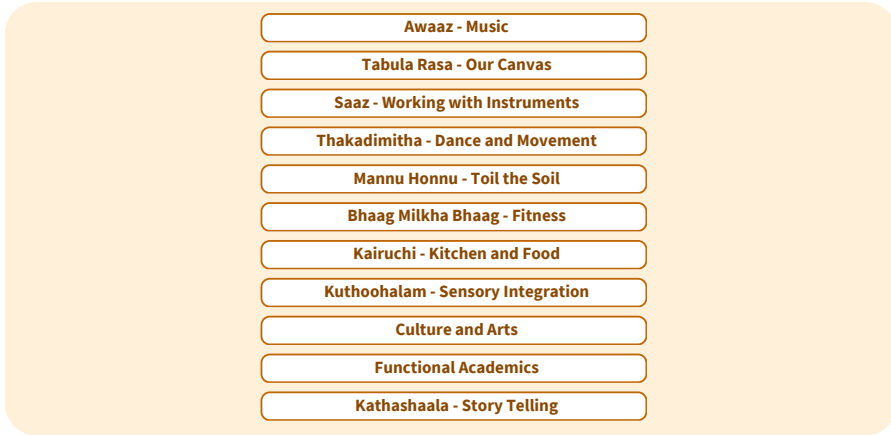 Awaaz - Music
Tabula Rasa - Our Canvas
Saaz - Working with Instruments
Thakadimitha - Dance and Movement
Mannu Honnu - Toil the Soil
Bhaag Milkha Bhaag - Fitness
Kairuchi - Kitchen and Food
Kuthoohalam - Sensory Integration
Culture and Arts
Functional Academics
Kathashaala - Story Telling